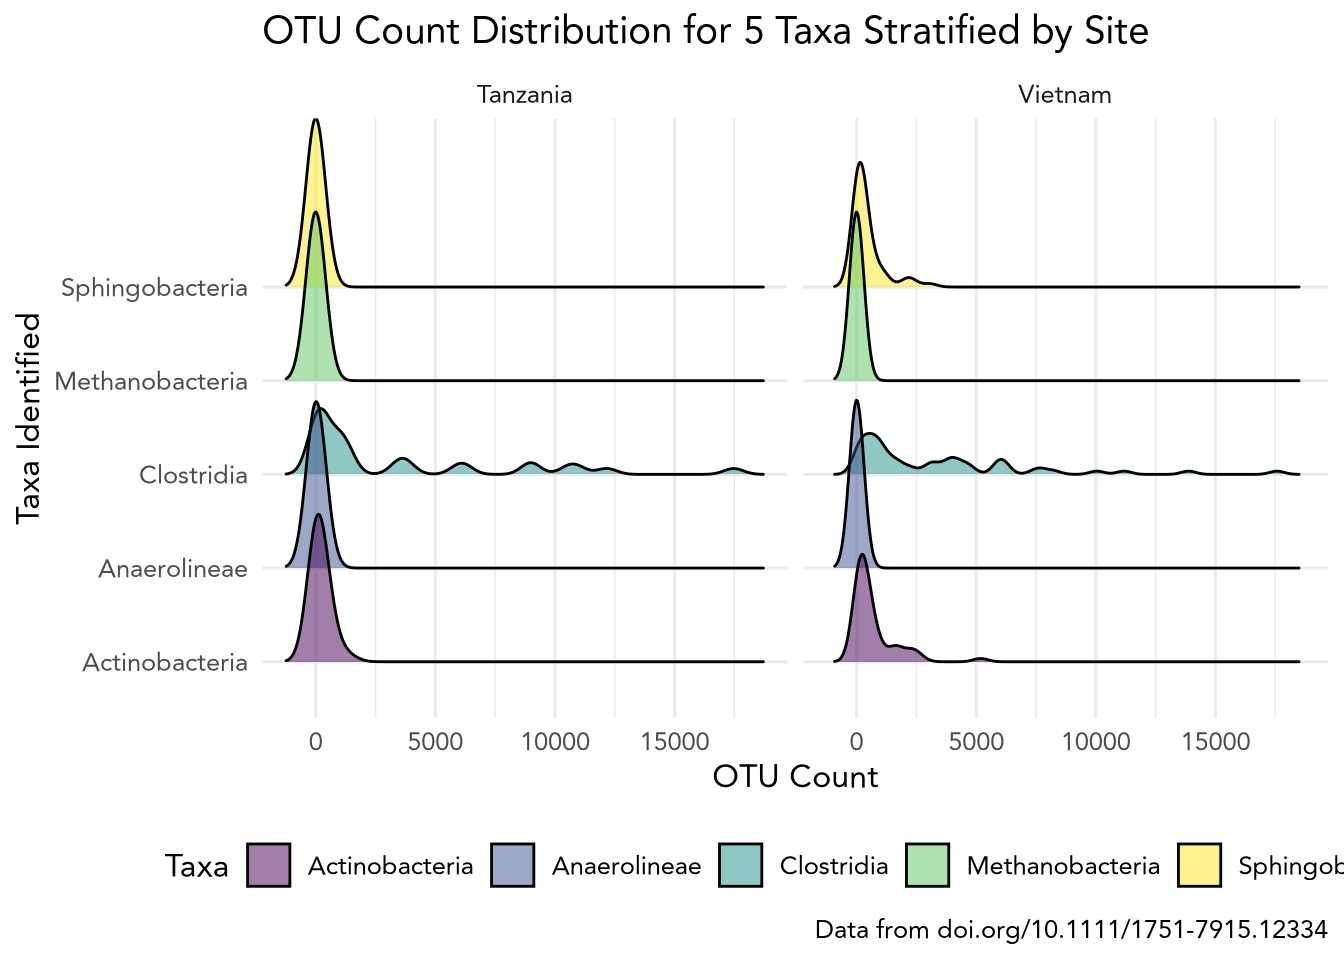 OTU Count Distribution for 5 Taxa Stratified by Site
Tanzania
Vietnam
Taxa Identified
Sphingobacteria
Methanobacteria
Clostridia
Anaerolineae
Actinobacteria
0 5000 10000 15000
0 5000 10000 15000
OTU Count
Taxa Actinobacteria Anaerolineae Clostridia Methanobacteria Sphingob
Data from doi.org/10.1111/1751-7915.12334